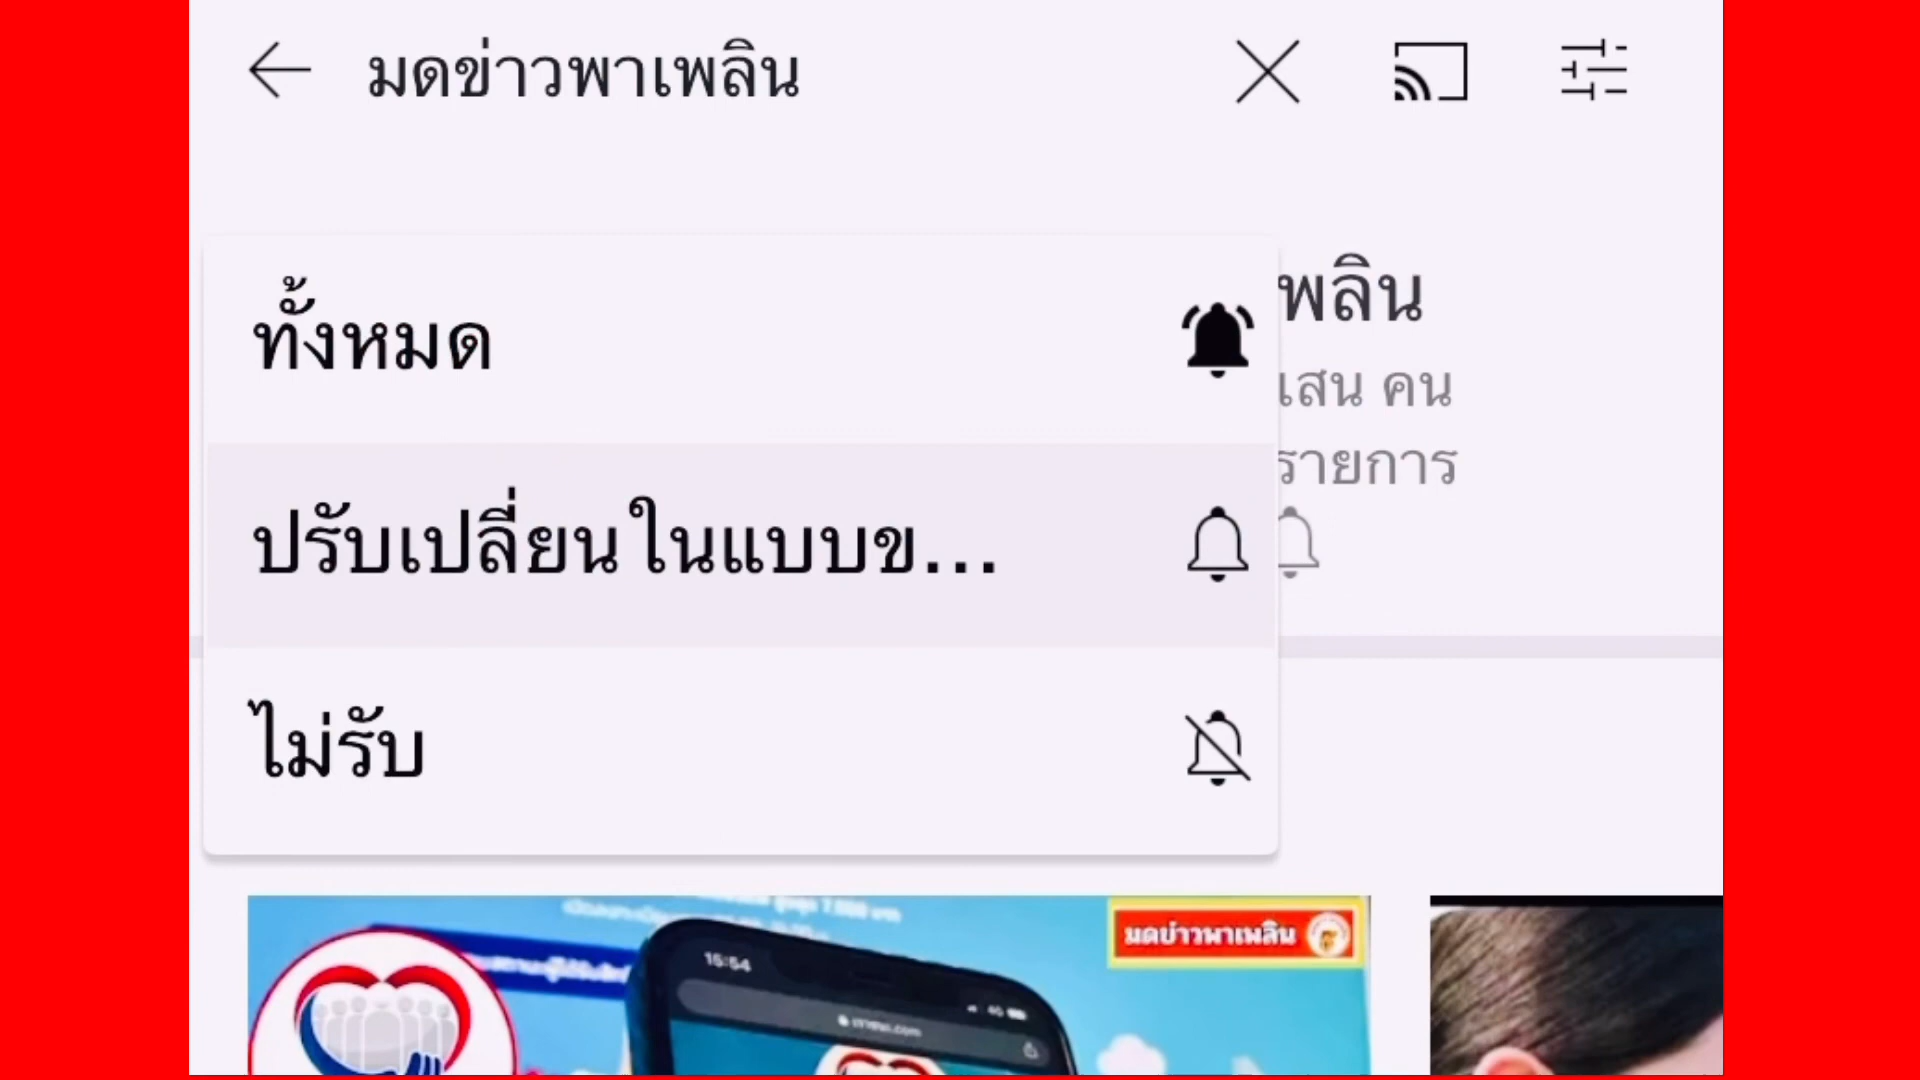 มดข่าวพาเพลิน
พลิน
ทั้งหมด
เสน คน
รายการ
ปรับเปลี่ยนในแบบข...
ไม่รับ
มดข่าวพาเพลิน
15:54
4G